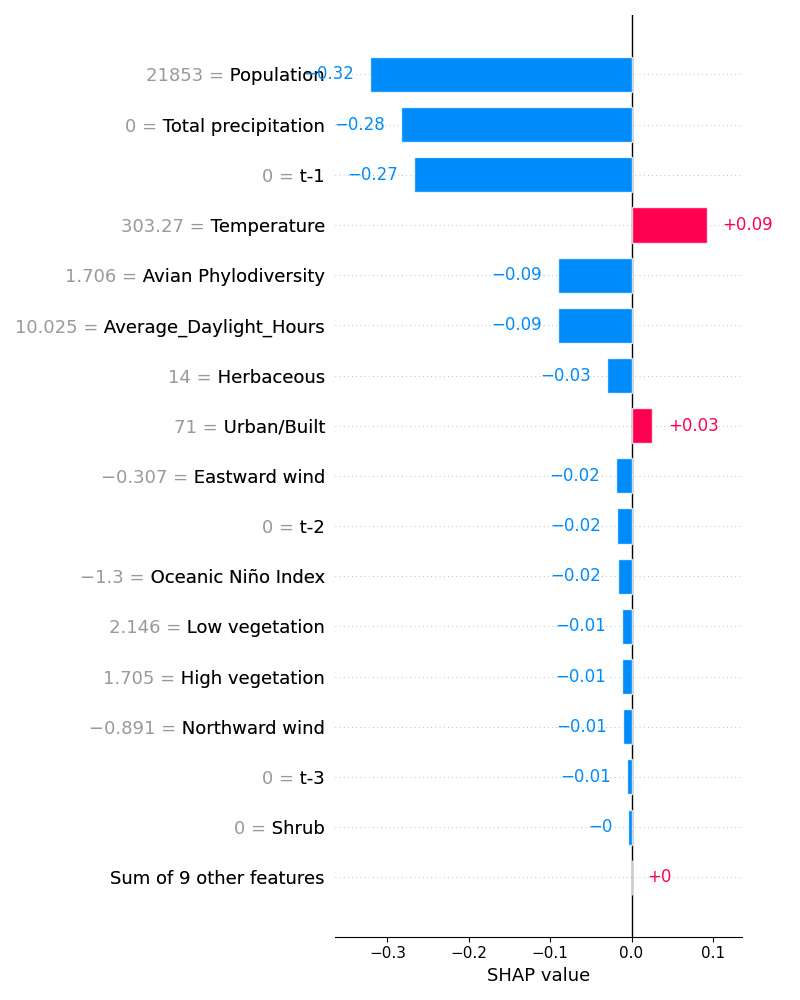 21853 = Population −0.32
0 = Total precipitation −0.28
0 = t-1 −0.27
303.27 = Temperature +0.09
1.706 = Avian Phylodiversity −0.09
10.025 = Average_Daylight_Hours −0.09
14 = Herbaceous −0.03
71 = Urban/Built +0.03
−0.307 = Eastward wind −0.02
0 = t-2 −0.02
−1.3 = Oceanic Niño Index −0.02
2.146 = Low vegetation −0.01
1.705 = High vegetation −0.01
−0.891 = Northward wind −0.01
0 = t-3 −0.01
0 = Shrub −0
Sum of 9 other features +0
−0.3 −0.2 −0.1 0.0 0.1
SHAP value